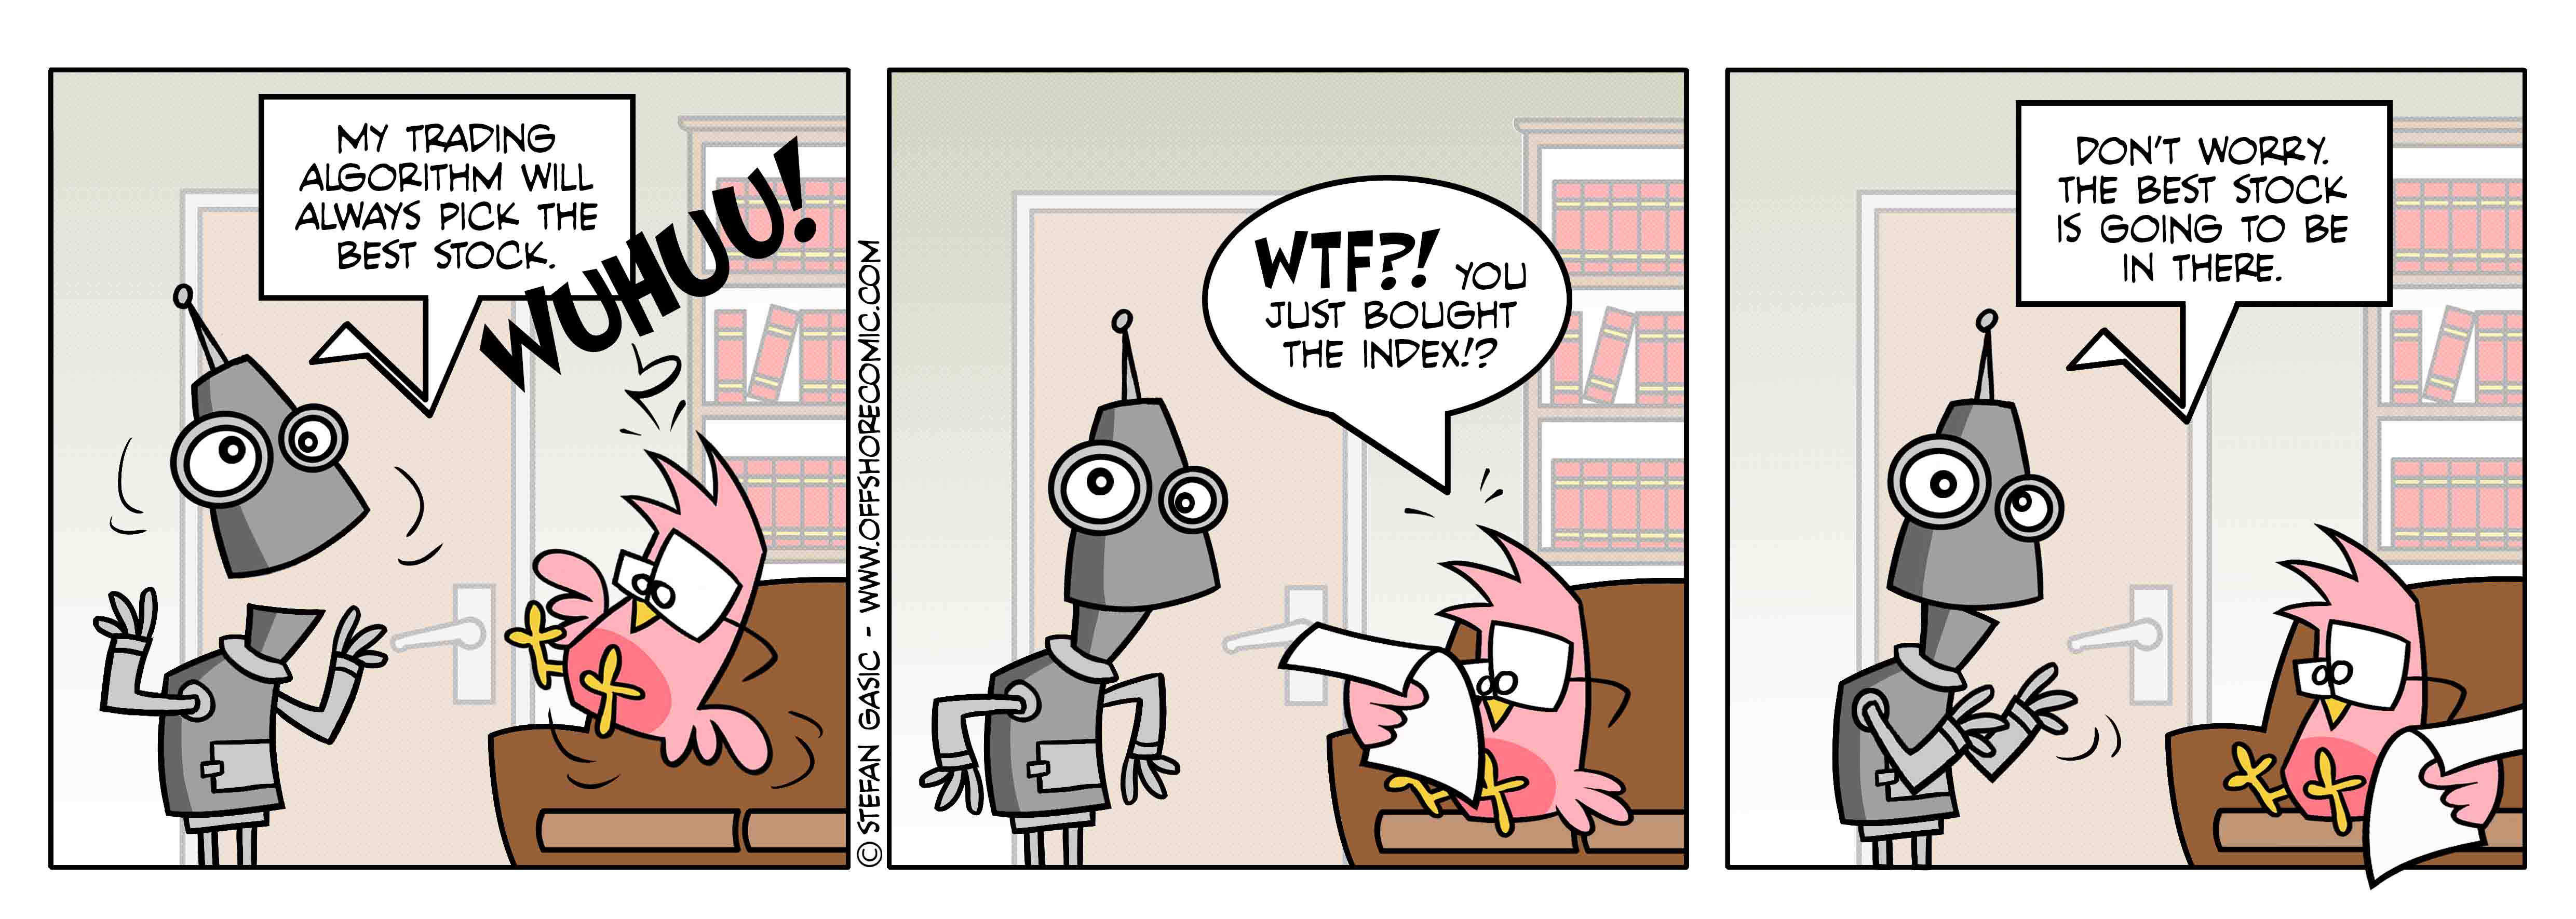 MY TRADING
ALGORITHM WILL
ALWAYS PICK THE
BEST STOCK.
WUHUU!
© STEFAN GASIC - WWW.OFFSHORECOMIC.COM
WTF?! YOU
JUST BOUGHT
THE INDEX!?
DON'T WORRY.
THE BEST STOCK
IS GOING TO BE
IN THERE.